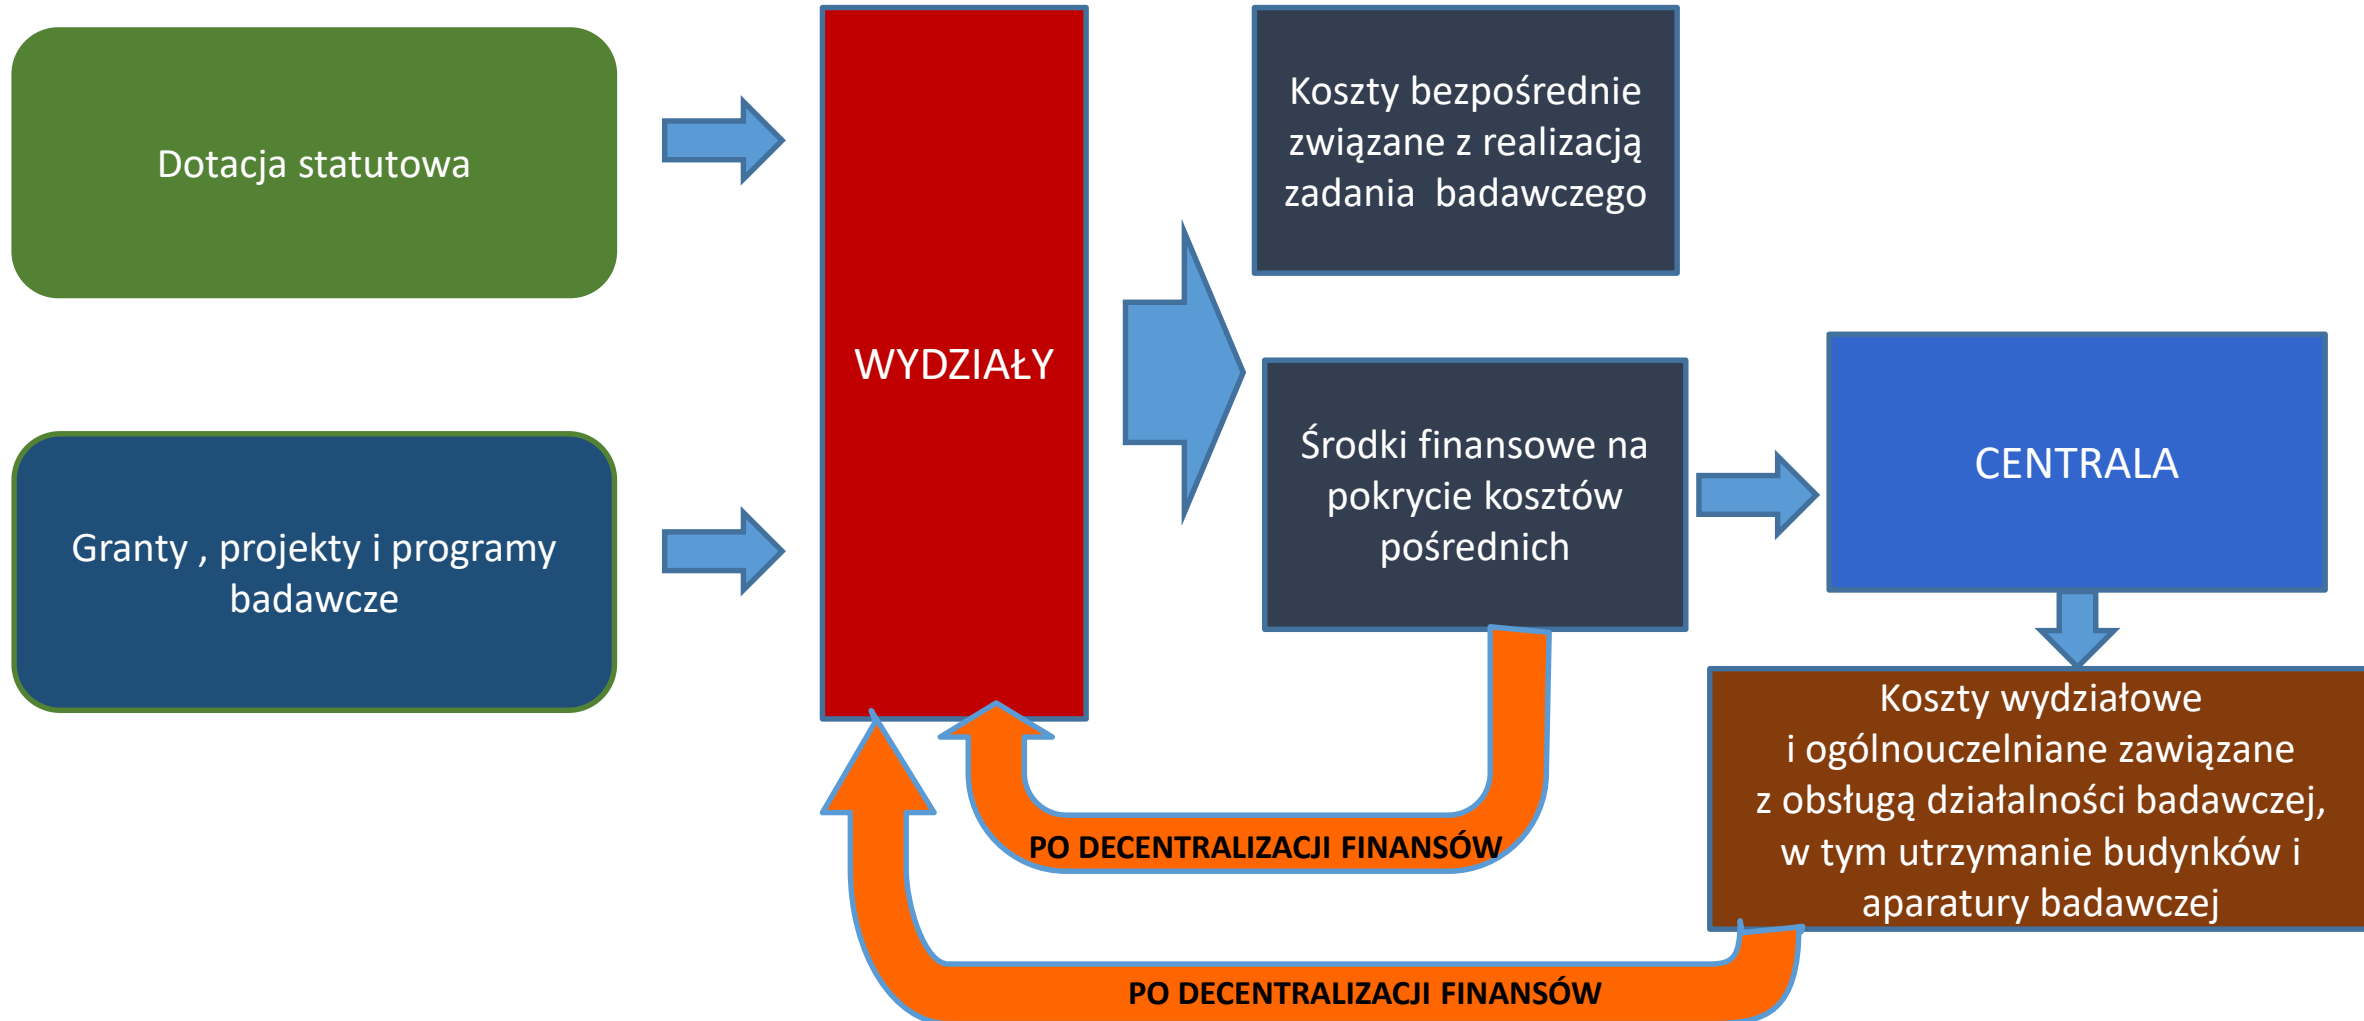 Dotacja statutowa
Granty , projekty i programy
badawcze
WYDZIAŁY
Koszty bezpośrednie
związane z realizacją
zadania  badawczego
Środki finansowe na
pokrycie kosztów
pośrednich
CENTRALA
Koszty wydziałowe
i ogólnouczelniane zawiązane
z obsługą działalności badawczej,
w tym utrzymanie budynków i
aparatury badawczej
PO DECENTRALIZACJI FINANSÓW
PO DECENTRALIZACJI FINANSÓW